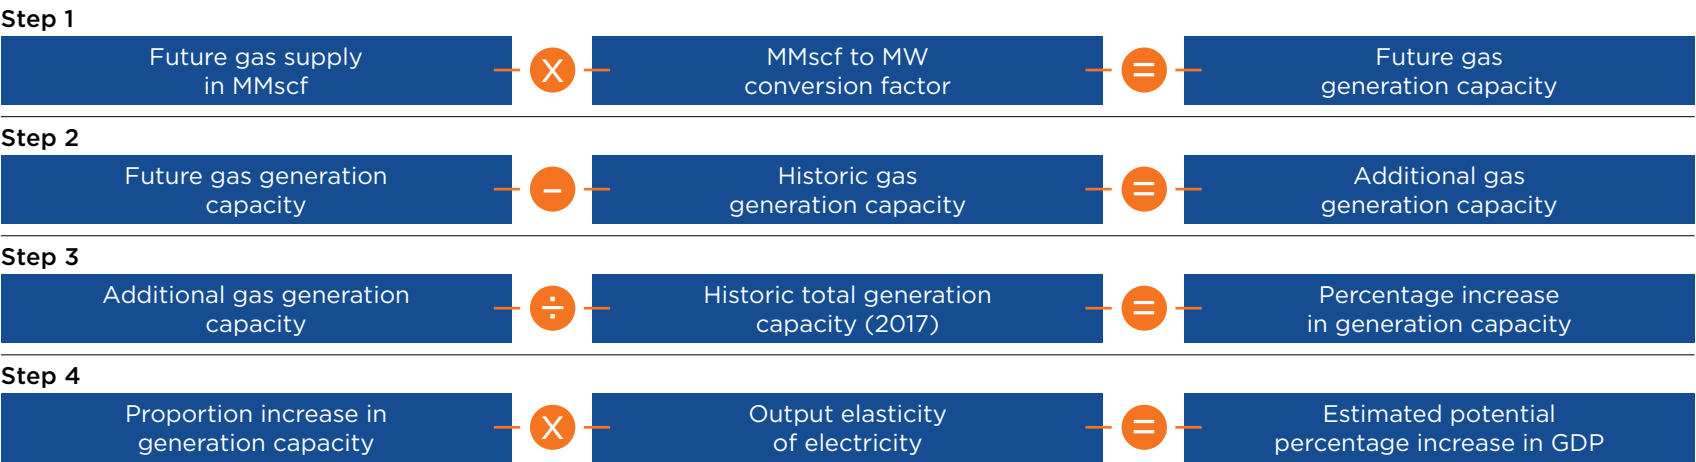 Step 1
Future gas supply
in MMscf
X
MMscf to MW
conversion factor
=
Future gas
generation capacity
Step 2
Future gas generation
capacity
–
Historic gas
generation capacity
=
Additional gas
generation capacity
Step 3
Additional gas generation
capacity
÷
Historic total generation
capacity (2017)
=
Percentage increase
in generation capacity
Step 4
Proportion increase in
generation capacity
X
Output elasticity
of electricity
=
Estimated potential
percentage increase in GDP